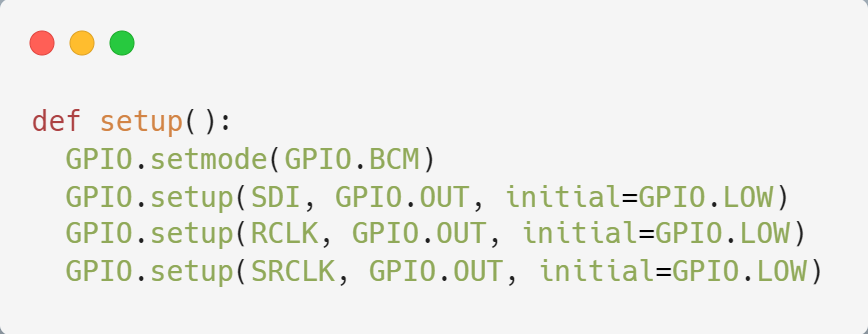 def setup():
  GPIO.setmode(GPIO.BCM)
  GPIO.setup(SDI, GPIO.OUT, initial=GPIO.LOW)
  GPIO.setup(RCLK, GPIO.OUT, initial=GPIO.LOW)
  GPIO.setup(SRCLK, GPIO.OUT, initial=GPIO.LOW)